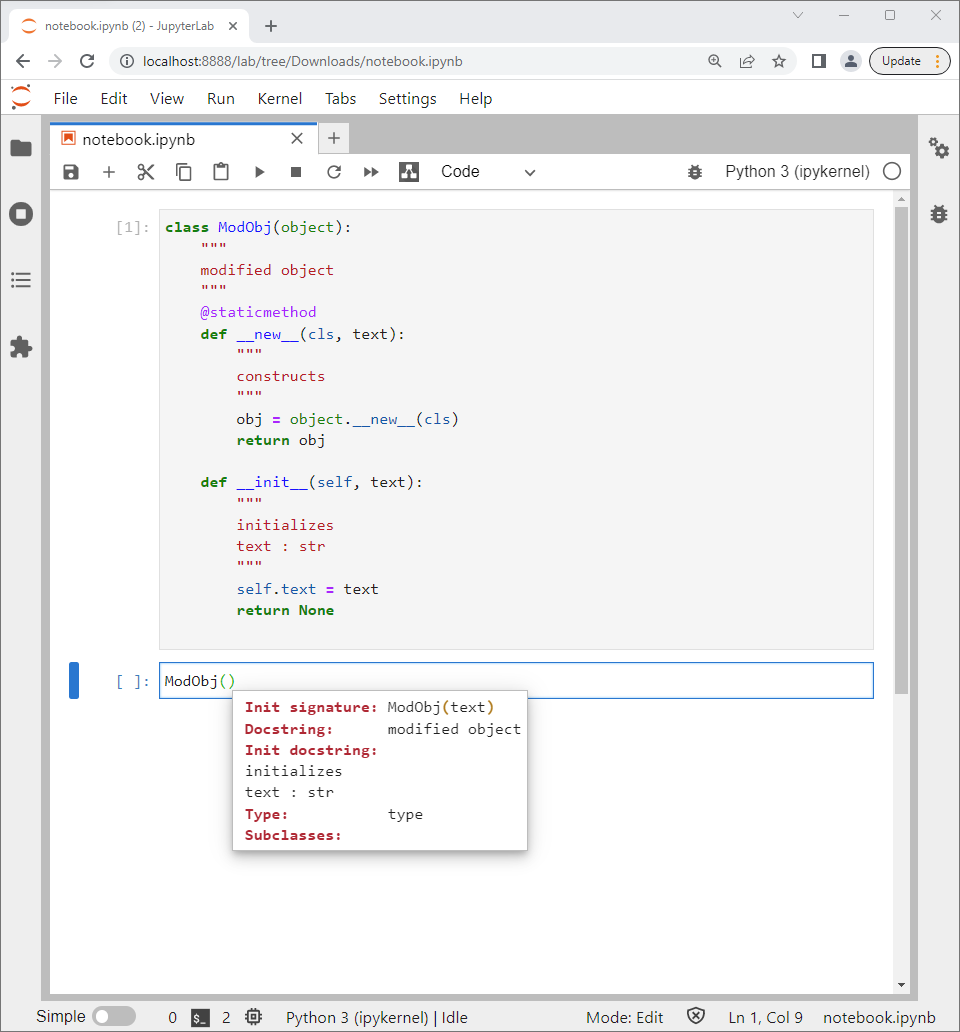 notebook.ipynb (2) - JupyterLab
localhost:8888/lab/tree/Downloads/notebook.ipynb
Update
File Edit View Run Kernel Tabs Settings Help
notebook.ipynb
Code
Python 3 (ipykernel)
[1]: class ModObj(object):
    """
    modified object
    """
    @staticmethod
    def __new__(cls, text):
        """
        constructs
        """
        obj = object.__new__(cls)
        return obj
    def __init__(self, text):
        """
        initializes
        text : str
        """
        self.text = text
        return None
[ ]: ModObj()
Init signature: ModObj(text)
Docstring: modified object
Init docstring:
initializes
text : str
Type: type
Subclasses:
Simple 0 $_ 2 Python 3 (ipykernel) | Idle Mode: Edit Ln 1, Col 9 notebook.ipynb